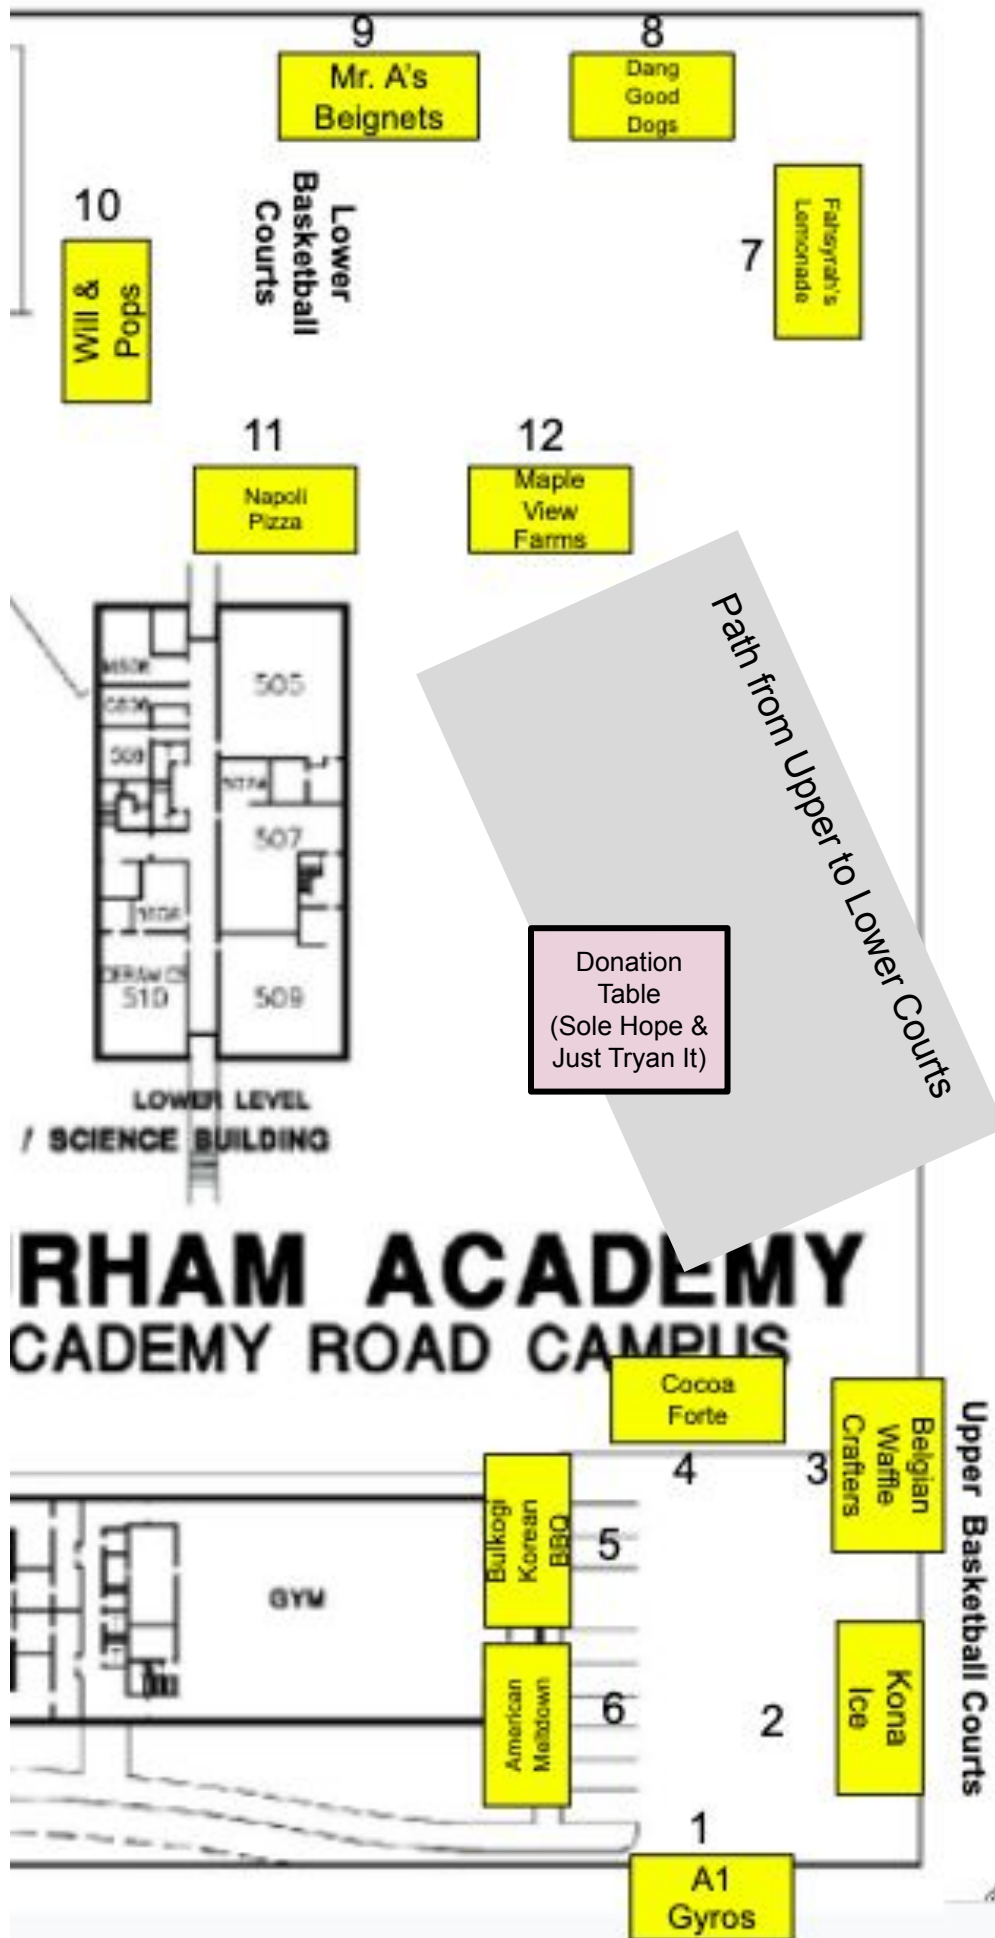 9
Mr. A's
Beignets
8
Dang
Good
Dogs
Fahsyrah's
Lemonade
7
Lower
Basketball
Courts
10
Will &
Pops
11
Napoli
Pizza
12
Maple
View
Farms
Path from Upper to Lower Courts
505
507
509
510
Donation
Table
(Sole Hope &
Just Tryan It)
LOWER LEVEL
/ SCIENCE BUILDING
RHAM ACADEMY
CADEMY ROAD CAMPUS
Cocoa
Forte
4
Belgian
Waffle
Crafters
3
Upper Basketball Courts
Bulkogi
Korean
BBQ
5
GYM
American
Meltdown
6
Kona
Ice
2
1
A1
Gyros